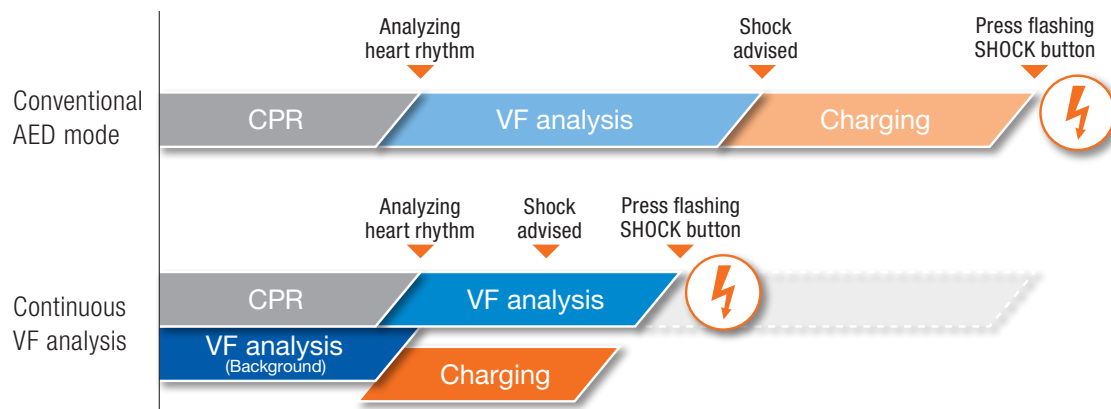 Analyzing
heart rhythm
Shock
advised
Press flashing
SHOCK button
Conventional
AED mode
CPR
VF analysis
Charging
Analyzing
heart rhythm
Shock
advised
Press flashing
SHOCK button
Continuous
VF analysis
CPR
VF analysis
VF analysis
(Background)
Charging